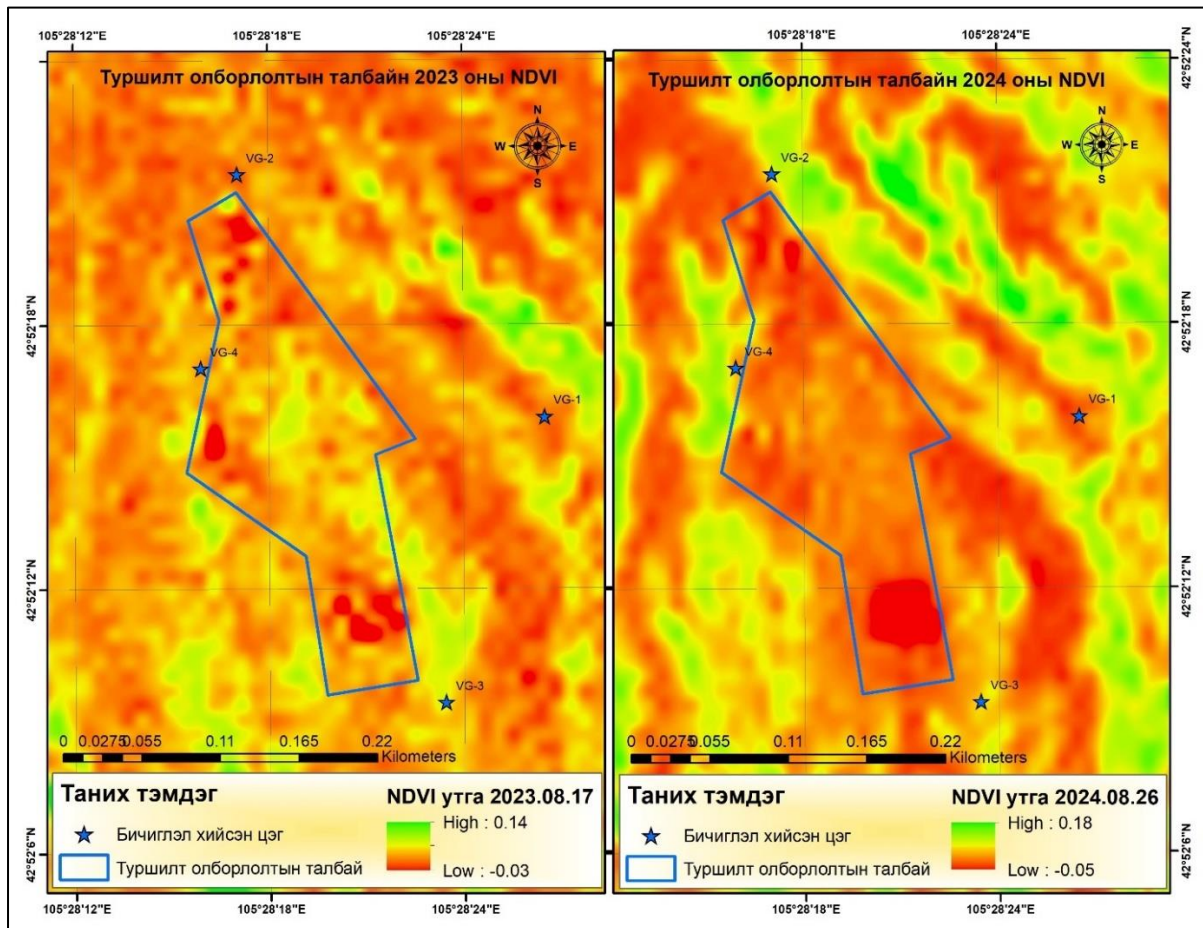 105°28'12"E 105°28'18"E 105°28'24"E
Туршилт олборлолтын талбайн 2023 оны NDVI
N
W E
S
VG-2
VG-4
VG-1
VG-3
42°52'18"N
42°52'12"N
42°52'6"N
0 0.0275 0.055 0.11 0.165 0.22
Kilometers
Таних тэмдэг
NDVI утга 2023.08.17
Бичиглэл хийсэн цэг
High : 0.14
Туршилт олборлолтын талбай
Low : -0.03
105°28'12"E 105°28'18"E 105°28'24"E
105°28'18"E 105°28'24"E
Туршилт олборлолтын талбайн 2024 оны NDVI
N
W E
S
VG-2
VG-4
VG-1
VG-3
42°52'24"N
42°52'18"N
42°52'12"N
42°52'6"N
0 0.0275 0.055 0.11 0.165 0.22
Kilometers
Таних тэмдэг
NDVI утга 2024.08.26
Бичиглэл хийсэн цэг
High : 0.18
Туршилт олборлолтын талбай
Low : -0.05
105°28'18"E 105°28'24"E